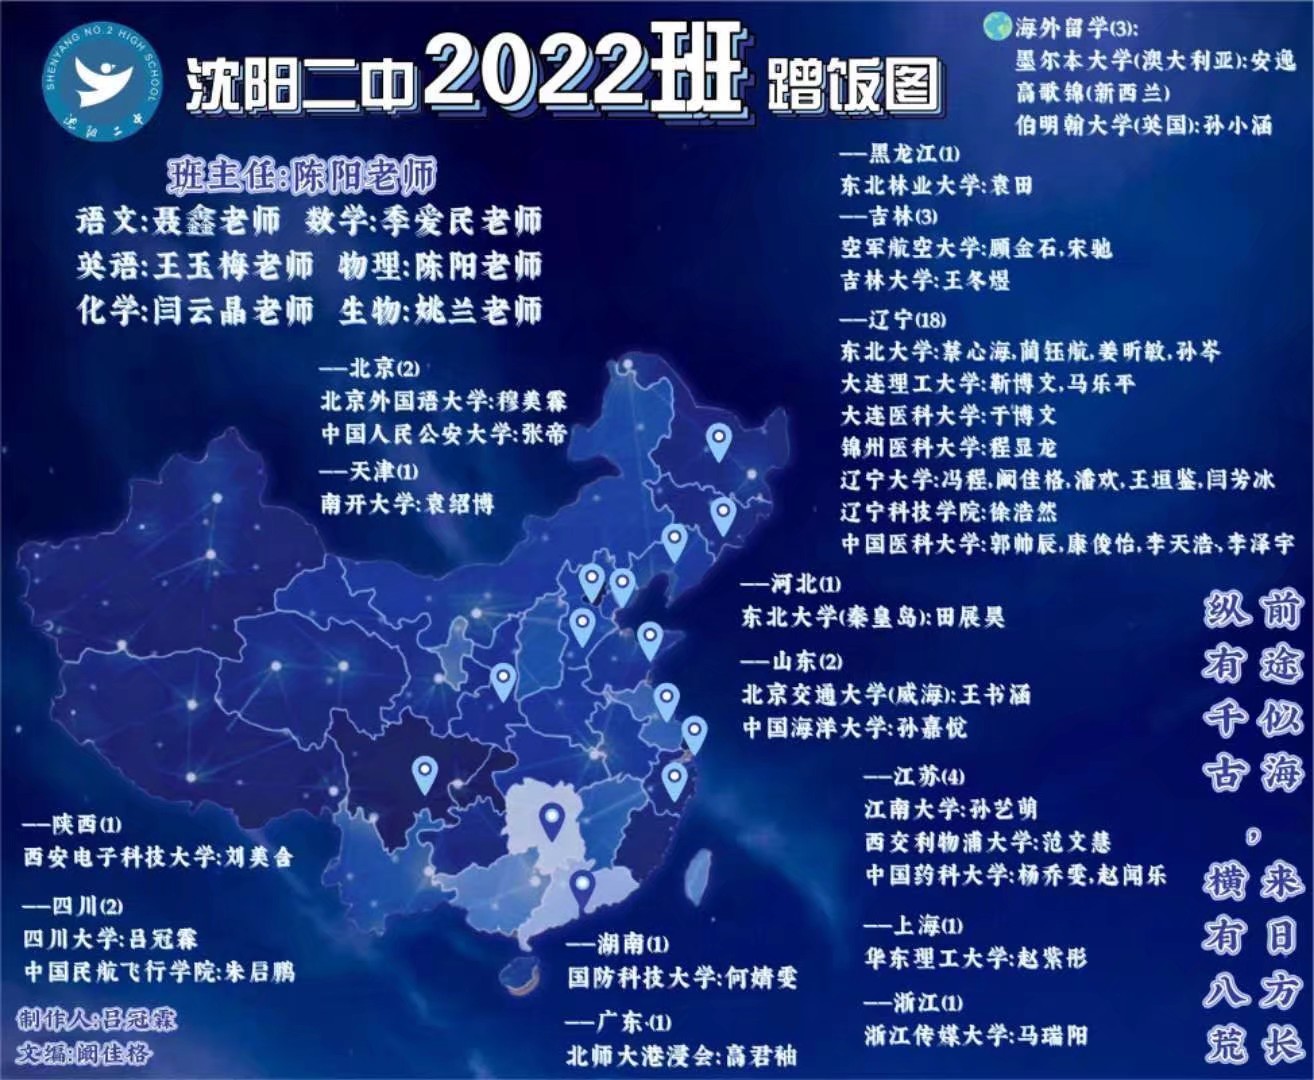 SHENYANG NO.2 HIGH SCHOOL
沈阳二中
沈阳二中2022班 蹭饭图
班主任:陈阳老师
语文:聂鑫老师 数学:季爱民老师
英语:王玉梅老师 物理:陈阳老师
化学:闫云晶老师 生物:姚兰老师
海外留学(3):
墨尔本大学(澳大利亚):安逸
高歌锦(新西兰)
伯明翰大学(英国):孙小涵
——黑龙江(1)
东北林业大学:袁田
——吉林(3)
空军航空大学:顾金石,宋驰
吉林大学:王冬煜
——辽宁(18)
东北大学:蔡心海,蔺钰航,姜昕敏,孙岑
大连理工大学:靳博文,马乐平
大连医科大学:于博文
锦州医科大学:程显龙
辽宁大学:冯程,阚佳格,潘欢,王垣鉴,闫芳冰
辽宁科技学院:徐浩然
中国医科大学:郭帅辰,康俊怡,李天浩,李泽宇
——北京(2)
北京外国语大学:穆美霖
中国人民公安大学:张帝
——天津(1)
南开大学:袁绍博
——河北(1)
东北大学(秦皇岛):田展昊
——山东(2)
北京交通大学(威海):王书涵
中国海洋大学:孙嘉悦
——江苏(4)
江南大学:孙艺萌
西交利物浦大学:范文慧
中国药科大学:杨乔雯,赵闻乐
——上海(1)
华东理工大学:赵紫彤
——浙江(1)
浙江传媒大学:马瑞阳
——陕西(1)
西安电子科技大学:刘美含
——四川(2)
四川大学:吕冠霖
中国民航飞行学院:朱启鹏
——湖南(1)
国防科技大学:何婧雯
——广东·(1)
北师大港浸会:高君秞
制作人:吕冠霖
文编:阚佳格
前途似海,来日方长
纵有千古,横有八荒